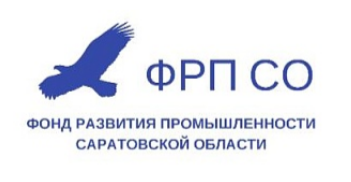 ФРП СО
ФОНД РАЗВИТИЯ ПРОМЫШЛЕННОСТИ
САРАТОВСКОЙ ОБЛАСТИ